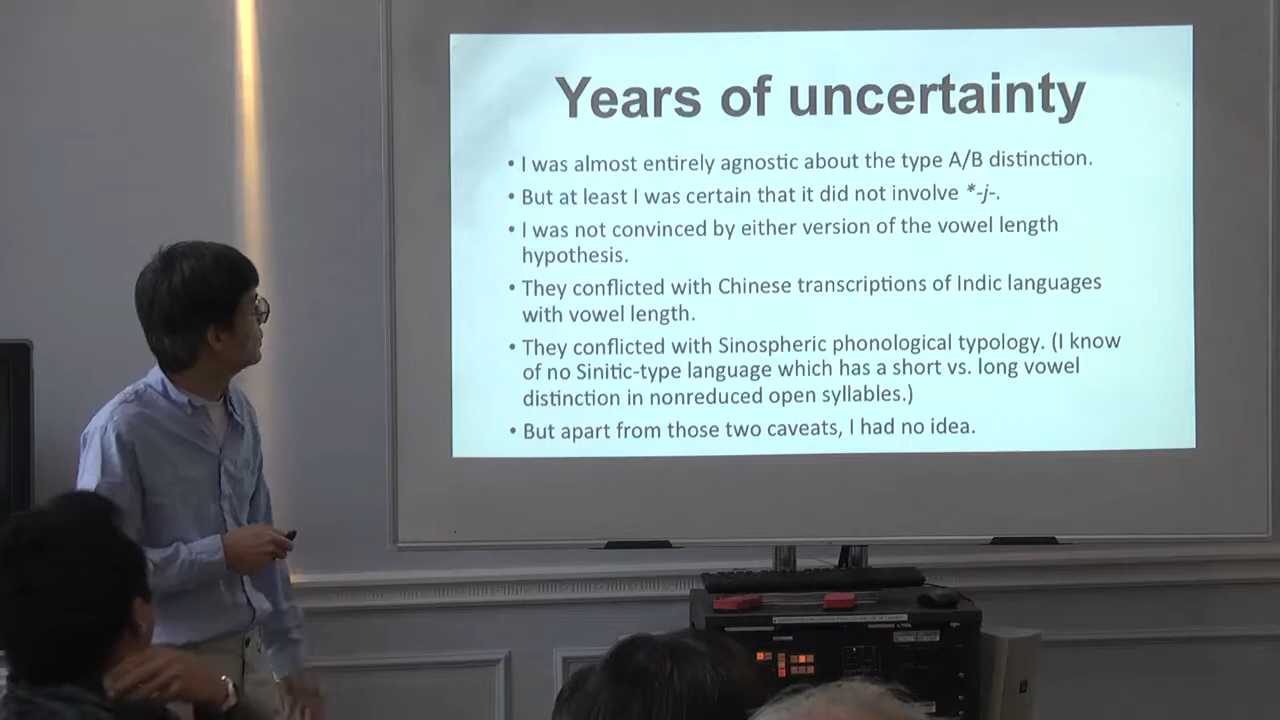 Years of uncertainty
• I was almost entirely agnostic about the type A/B distinction.
• But at least I was certain that it did not involve *-j-.
• I was not convinced by either version of the vowel length
hypothesis.
• They conflicted with Chinese transcriptions of Indic languages
with vowel length.
• They conflicted with Sinospheric phonological typology. (I know
of no Sinitic-type language which has a short vs. long vowel
distinction in nonreduced open syllables.)
• But apart from those two caveats, I had no idea.